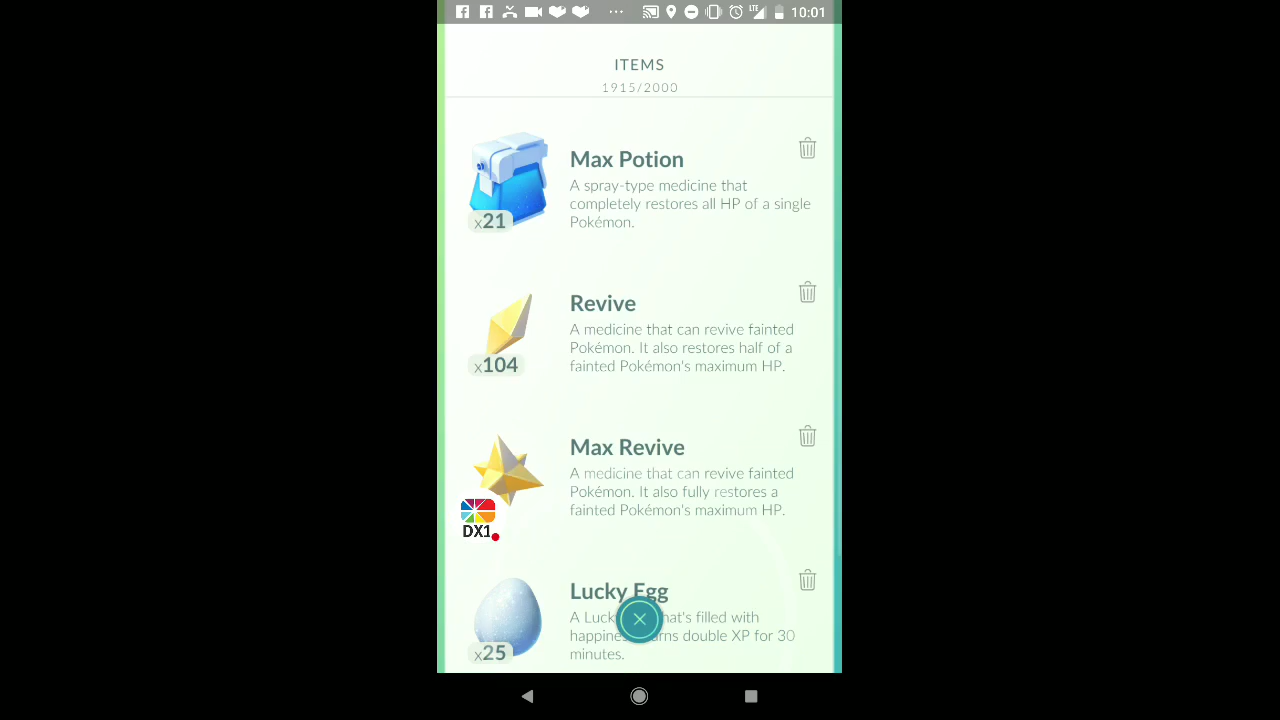 LTE 10:01
ITEMS
1915/2000
Max Potion
A spray-type medicine that
completely restores all HP of a single
Pokémon.
x21
Revive
A medicine that can revive fainted
Pokémon. It also restores half of a
fainted Pokémon's maximum HP.
x104
Max Revive
A medicine that can revive fainted
Pokémon. It also fully restores a
fainted Pokémon's maximum HP.
DX1
Lucky Egg
A Luck hat's filled with
happines rns double XP for 30
minutes.
x25